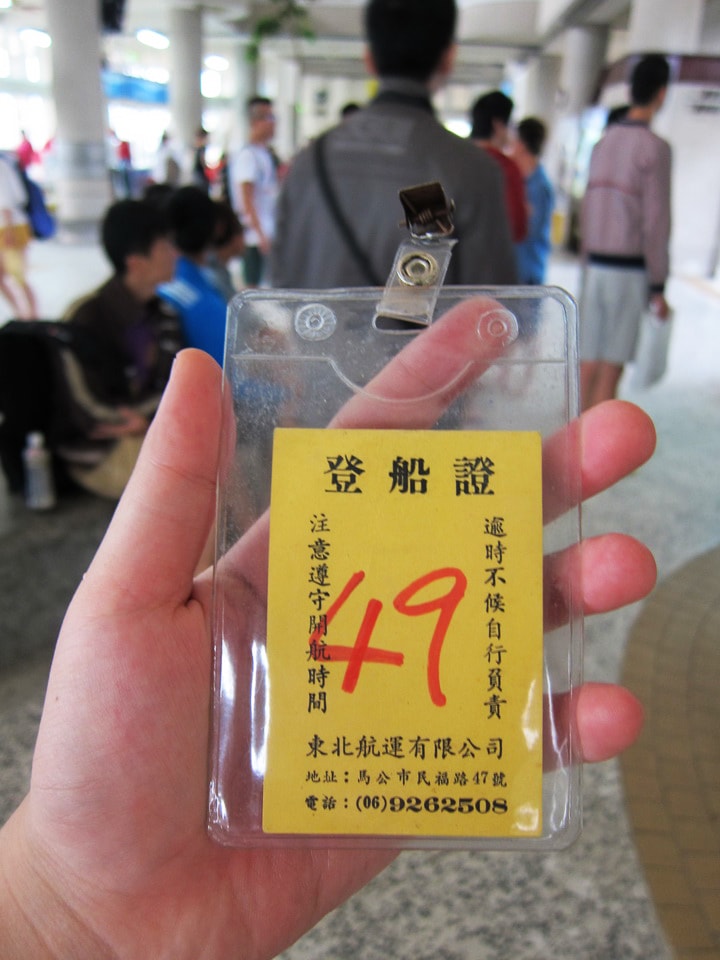 登船證
逾時不候自行負責
49
注意遵守開航時間
東北航運有限公司
地址：馬公市民福路47號
電話：(06)9262508